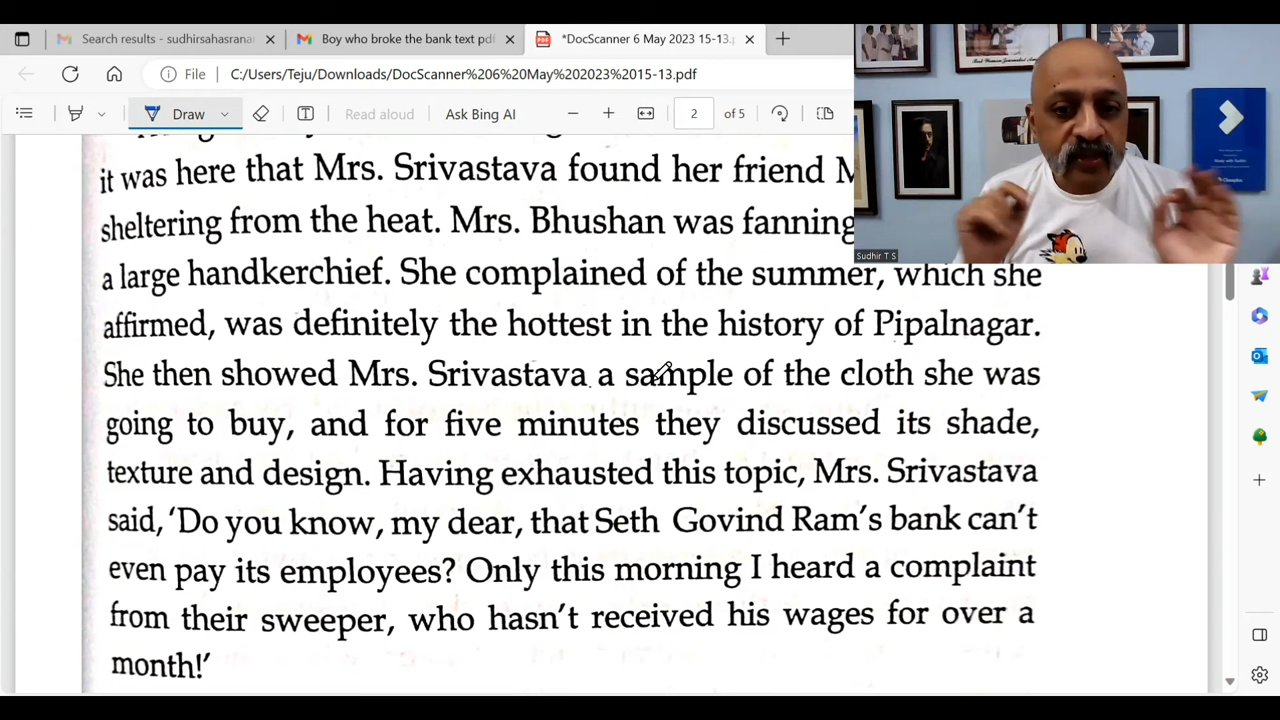 Search results - sudhirsahasrana
Boy who broke the bank text pdf
*DocScanner 6 May 2023 15-13.p
File C:/Users/Teju/Downloads/DocScanner%206%20May%202023%2015-13.pdf
Draw Read aloud Ask Bing AI 2 of 5
it was here that Mrs. Srivastava found her friend M
sheltering from the heat. Mrs. Bhushan was fanning
a large handkerchief. She complained of the summer, which she
affirmed, was definitely the hottest in the history of Pipalnagar.
She then showed Mrs. Srivastava a sample of the cloth she was
going to buy, and for five minutes they discussed its shade,
texture and design. Having exhausted this topic, Mrs. Srivastava
said, ‘Do you know, my dear, that Seth Govind Ram’s bank can’t
even pay its employees? Only this morning I heard a complaint
from their sweeper, who hasn’t received his wages for over a
month!’
Sudhir T S